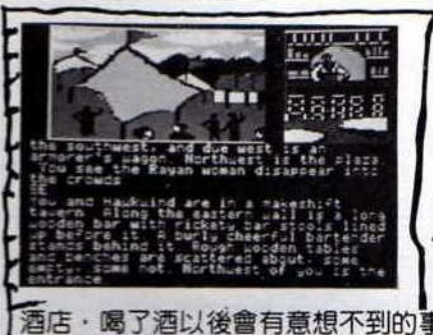 the southwest, and due west is an
armorer's wagon. Northwest is the plaza
You see the Rayan woman disappear into
the crowds
You and Hawkwind are in a makeshift
tavern. Along the eastern wall is a long
wooden bar with rickety bar stools lined
up before it. A burly cheerful bartender
stands behind it. Rough wooden tables
and benches are scattered about, some
empty, some not. Northwest of you is the
entrance
酒店，喝了酒以後會有意想不到的事